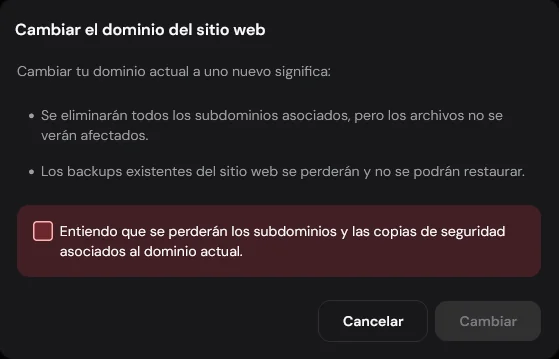 Cambiar el dominio del sitio web
Cambiar tu dominio actual a uno nuevo significa:
• Se eliminarán todos los subdominios asociados, pero los archivos no se
verán afectados.
• Los backups existentes del sitio web se perderán y no se podrán restaurar.
Entiendo que se perderán los subdominios y las copias de seguridad
asociados al dominio actual.
Cancelar
Cambiar